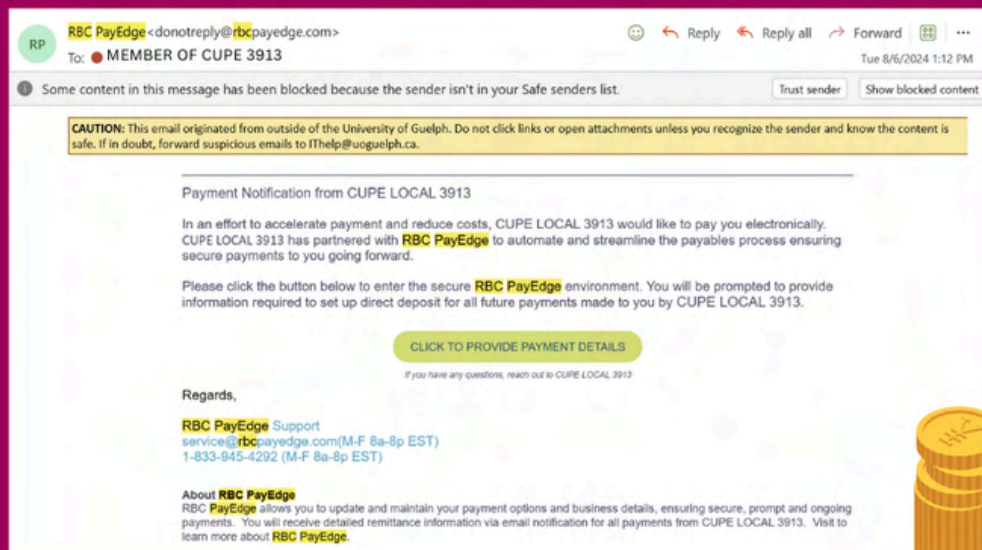 RP
RBC PayEdge<donotreply@rbcpayedge.com>
To: MEMBER OF CUPE 3913
Reply
Reply all
Forward
Tue 8/6/2024 1:12 PM
Some content in this message has been blocked because the sender isn't in your Safe senders list.
Trust sender
Show blocked content
CAUTION: This email originated from outside of the University of Guelph. Do not click links or open attachments unless you recognize the sender and know the content is
safe. If in doubt, forward suspicious emails to IThelp@uoguelph.ca.
Payment Notification from CUPE LOCAL 3913
In an effort to accelerate payment and reduce costs, CUPE LOCAL 3913 would like to pay you electronically.
CUPE LOCAL 3913 has partnered with RBC PayEdge to automate and streamline the payables process ensuring
secure payments to you going forward.
Please click the button below to enter the secure RBC PayEdge environment. You will be prompted to provide
information required to set up direct deposit for all future payments made to you by CUPE LOCAL 3913.
CLICK TO PROVIDE PAYMENT DETAILS
If you have any questions, reach out to CUPE LOCAL 3913
Regards,
RBC PayEdge Support
service@rbcpayedge.com(M-F 8a-8p EST)
1-833-945-4292 (M-F 8a-8p EST)
About RBC PayEdge
RBC PayEdge allows you to update and maintain your payment options and business details, ensuring secure, prompt and ongoing
payments. You will receive detailed remittance information via email notification for all payments from CUPE LOCAL 3913. Visit to
learn more about RBC PayEdge.